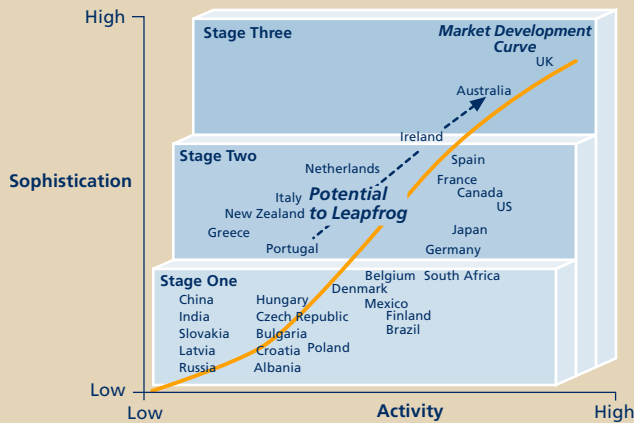 High
Stage Three
Market Development
Curve
UK
Australia
Ireland
Stage Two
Netherlands
Spain
Sophistication
France
Italy
Potential
Canada
New Zealand
to Leapfrog
US
Greece
Japan
Portugal
Germany
Stage One
Belgium
South Africa
Denmark
China
Hungary
Mexico
India
Czech Republic
Finland
Slovakia
Bulgaria
Brazil
Latvia
Croatia
Poland
Russia
Albania
Low
Low
Activity
High